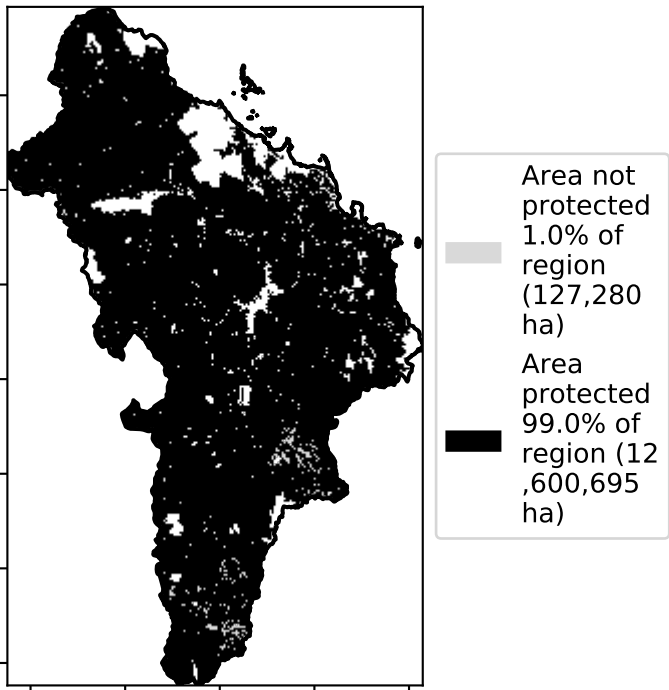 Area not
protected
1.0% of
region
(127,280
ha)
Area
protected
99.0% of
region (12
,600,695
ha)